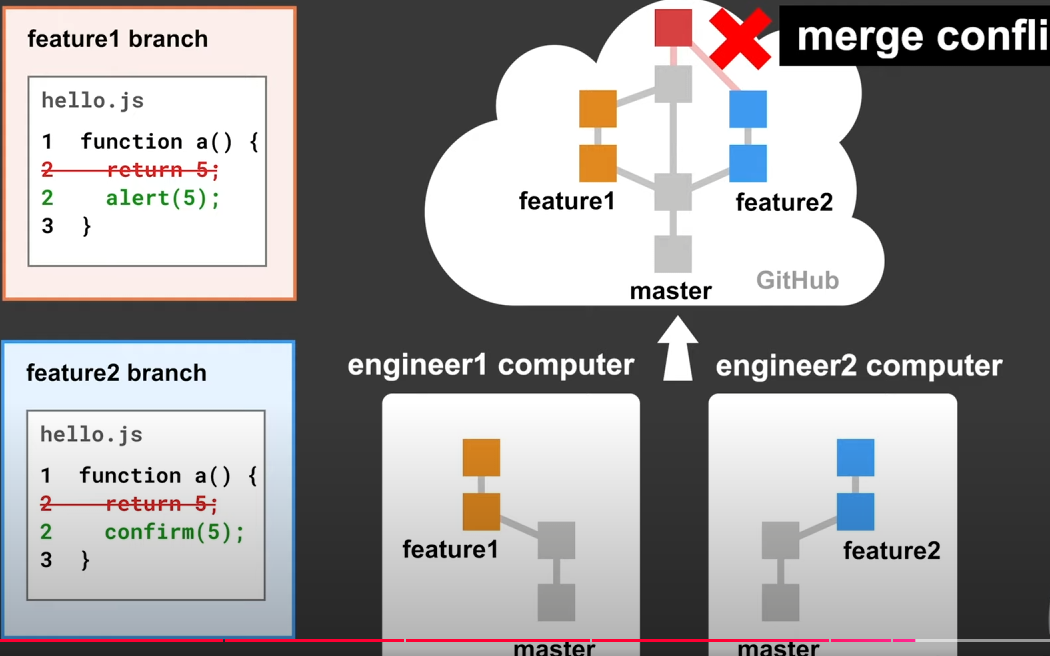 feature1 branch
hello.js
1 function a() {
2 return 5;
2 alert(5);
3 }
feature2 branch
hello.js
1 function a() {
2 return 5;
2 confirm(5);
3 }
merge confli
feature1
feature2
master
GitHub
engineer1 computer
engineer2 computer
feature1
master
feature2
master